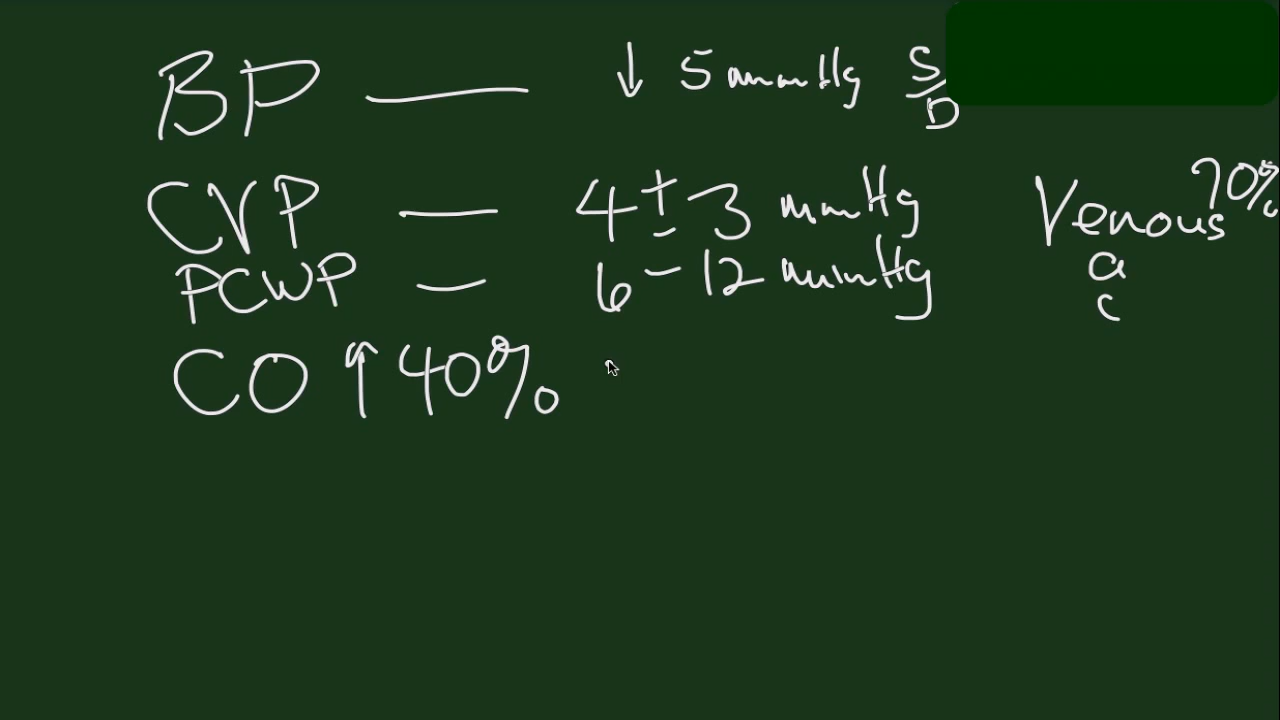 BP — ↓ 5 mmHg S/D
CVP — 4 ± 3 mmHg Venous 70%
PCWP — 6 - 12 mmHg a
c
CO ↑ 40%